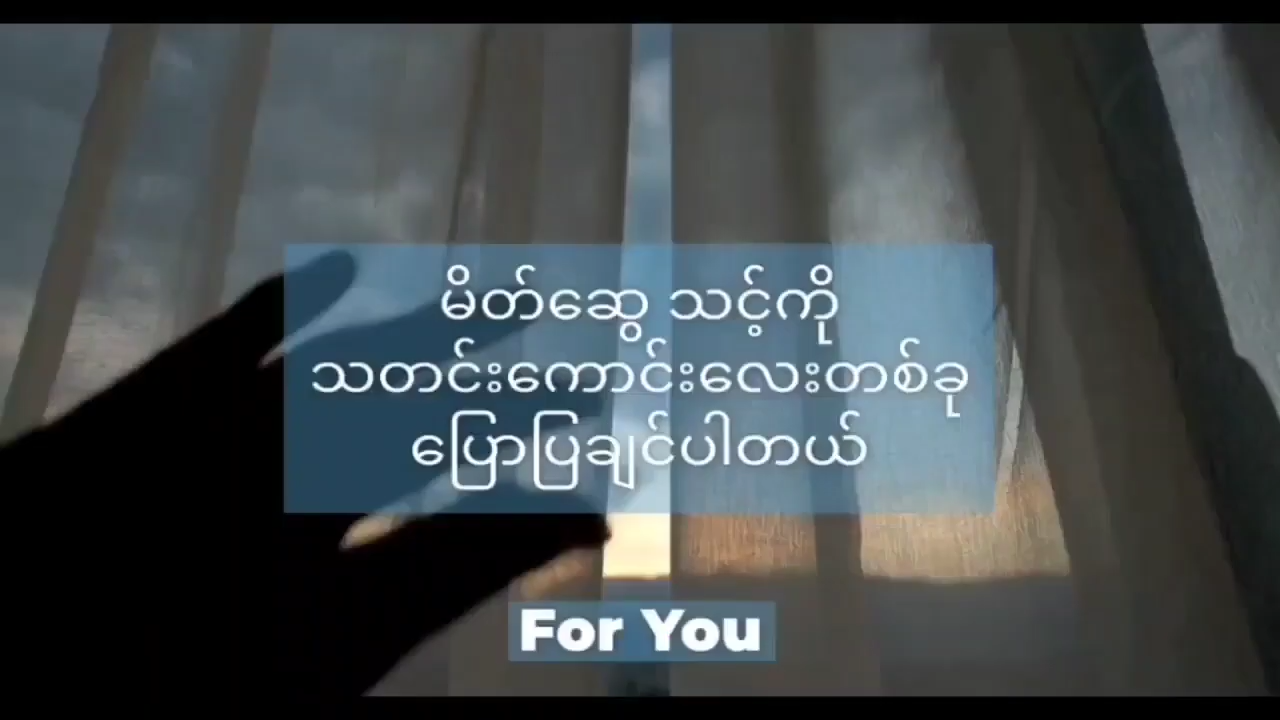 မိတ်ဆွေ သင့်ကို
သတင်းကောင်းလေးတစ်ခု
ပြောပြချင်ပါတယ်
For You